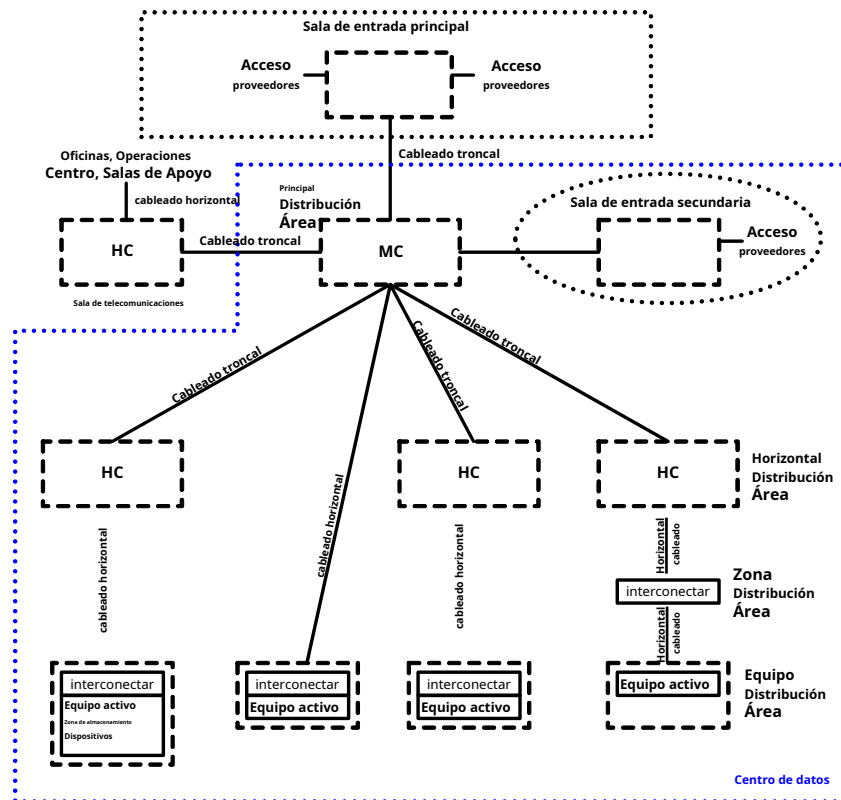 Sala de entrada principal
Acceso
proveedores
Acceso
proveedores
Cableado troncal
Oficinas, Operaciones
Centro, Salas de Apoyo
cableado horizontal
Principal
Distribución
Área
Sala de entrada secundaria
Acceso
proveedores
HC
Cableado troncal
MC
Sala de telecomunicaciones
Cableado troncal
Cableado troncal
Cableado troncal
HC
HC
HC
Horizontal
Distribución
Área
cableado horizontal
cableado horizontal
cableado horizontal
Horizontal
cableado
interconectar
Zona
Distribución
Área
Horizontal
cableado
interconectar
Equipo activo
Zona de almacenamiento
Dispositivos
interconectar
Equipo activo
interconectar
Equipo activo
Equipo activo
Equipo
Distribución
Área
Centro de datos